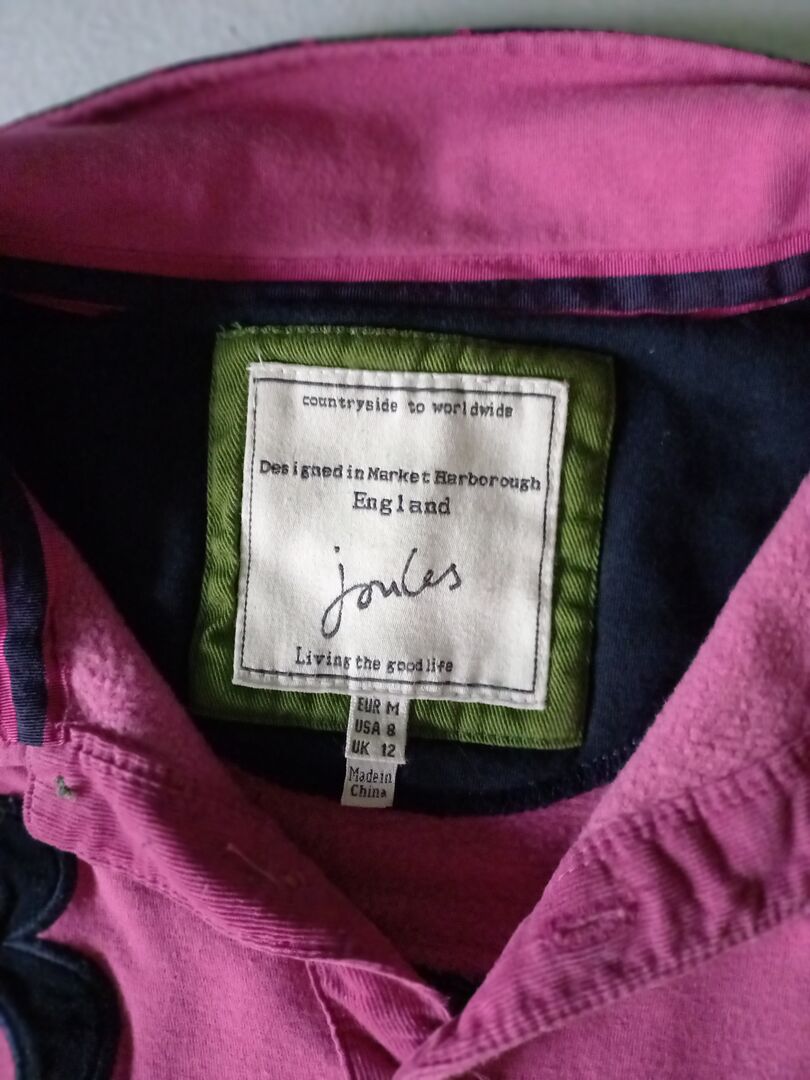 countryside to worldwide
Designed in Market Harborough
England
joules
Living the good life
EUR M
USA 8
UK 12
Made in
China